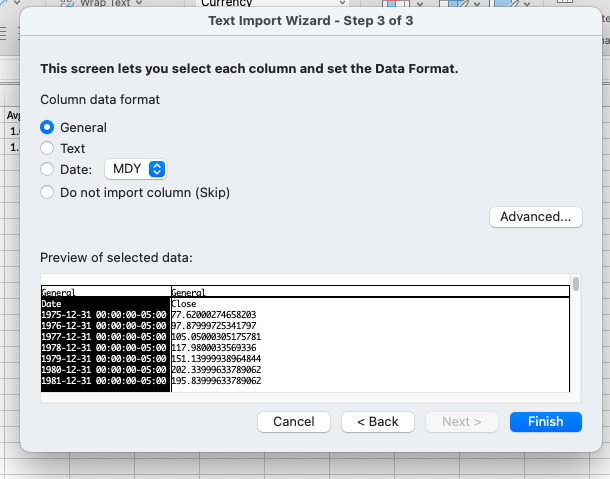 Wrap Text
Currency
Text Import Wizard - Step 3 of 3
This screen lets you select each column and set the Data Format.
Column data format
General
Text
Date: MDY
Do not import column (Skip)
Advanced...
Preview of selected data:
General General
Date Close
1975-12-31 00:00:00-05:00 77.62000274658203
1976-12-31 00:00:00-05:00 97.87999725341797
1977-12-31 00:00:00-05:00 105.05000305175781
1978-12-31 00:00:00-05:00 117.9800033569336
1979-12-31 00:00:00-05:00 151.13999938964844
1980-12-31 00:00:00-05:00 202.33999633789062
1981-12-31 00:00:00-05:00 195.83999633789062
Cancel < Back Next > Finish